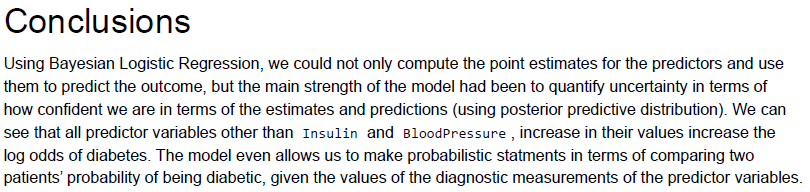 Conclusions
Using Bayesian Logistic Regression, we could not only compute the point estimates for the predictors and use
them to predict the outcome, but the main strength of the model had been to quantify uncertainty in terms of
how confident we are in terms of the estimates and predictions (using posterior predictive distribution). We can
see that all predictor variables other than Insulin and BloodPressure , increase in their values increase the
log odds of diabetes. The model even allows us to make probabilistic statments in terms of comparing two
patients’ probability of being diabetic, given the values of the diagnostic measurements of the predictor variables.